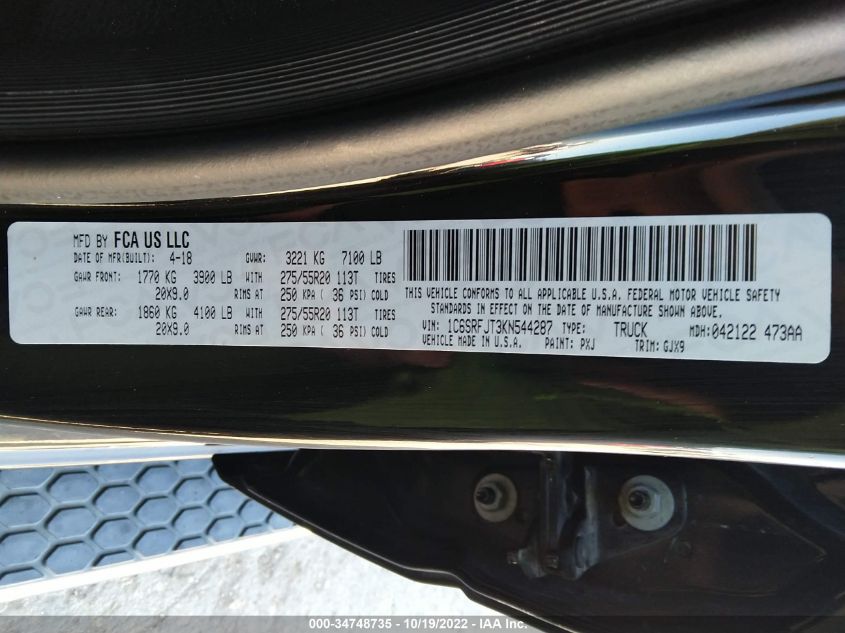 MFD BY FCA US LLC
DATE OF MFR(BUILT): 4-18 GVWR: 3221 KG 7100 LB
GAWR FRONT: 1770 KG 3900 LB WITH 275/55R20 113T TIRES
20X9.0 RIMS AT 250 KPA ( 36 PSI) COLD
GAWR REAR: 1860 KG 4100 LB WITH 275/55R20 113T TIRES
20X9.0 RIMS AT 250 KPA ( 36 PSI) COLD
THIS VEHICLE CONFORMS TO ALL APPLICABLE U.S.A. FEDERAL MOTOR VEHICLE SAFETY
STANDARDS IN EFFECT ON THE DATE OF MANUFACTURE SHOWN ABOVE.
VIN: 1C6SRFJT3KN544287 TYPE: TRUCK MDH: 042122 473AA
VEHICLE MADE IN U.S.A. PAINT: PXJ TRIM: GJX9
000-34748735 - 10/19/2022 - IAA Inc.